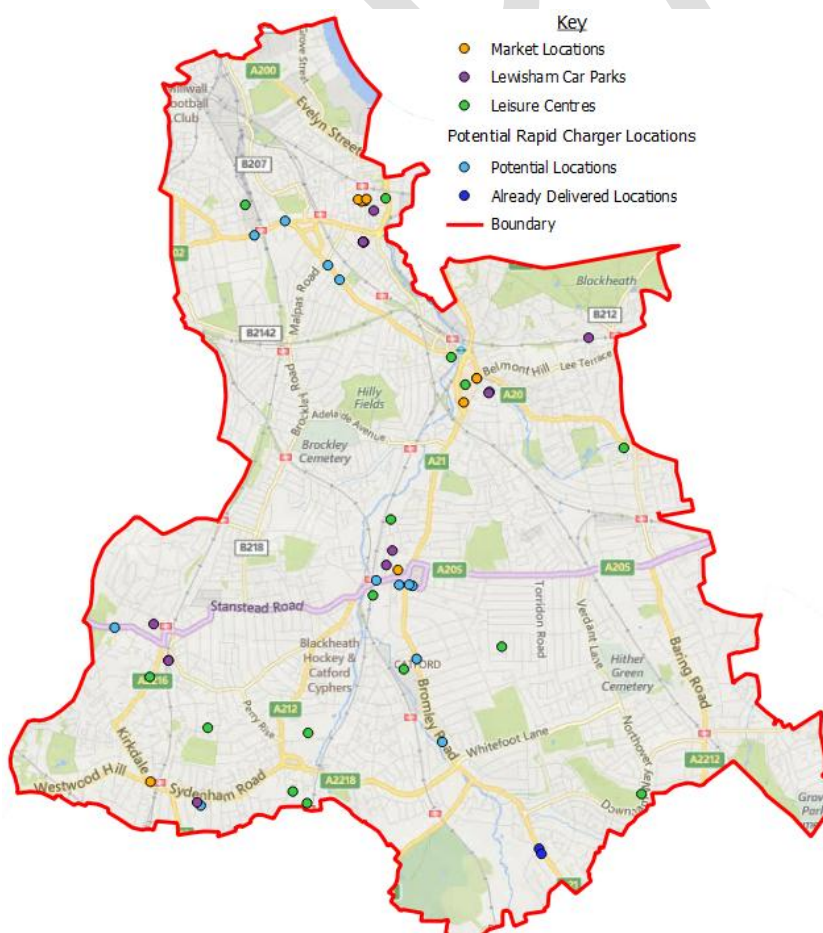 Key
Market Locations
Lewisham Car Parks
Leisure Centres
Potential Rapid Charger Locations
Potential Locations
Already Delivered Locations
Boundary
Grove Street
A200
Millwall
Football
Club
Evelyn Street
B207
02
Malpas Road
Blackheath
B212
B2142
Belmont Hill
Lee Terrace
A20
Hilly
Fields
Brockley Road
Adelaide Avenue
Brockley
Cemetery
A21
B218
A205
A205
Stanstead Road
Torridon Road
Verdant Lane
Blackheath
Hockey &
Catford
Cyphers
Hither
Green
Cemetery
Baring Road
A212
Perry Rise
Bromley Road
Kirkdale
Whitefoot Lane
Northover
A2212
Westwood Hill
Sydenham Road
A2218
Grov
Park